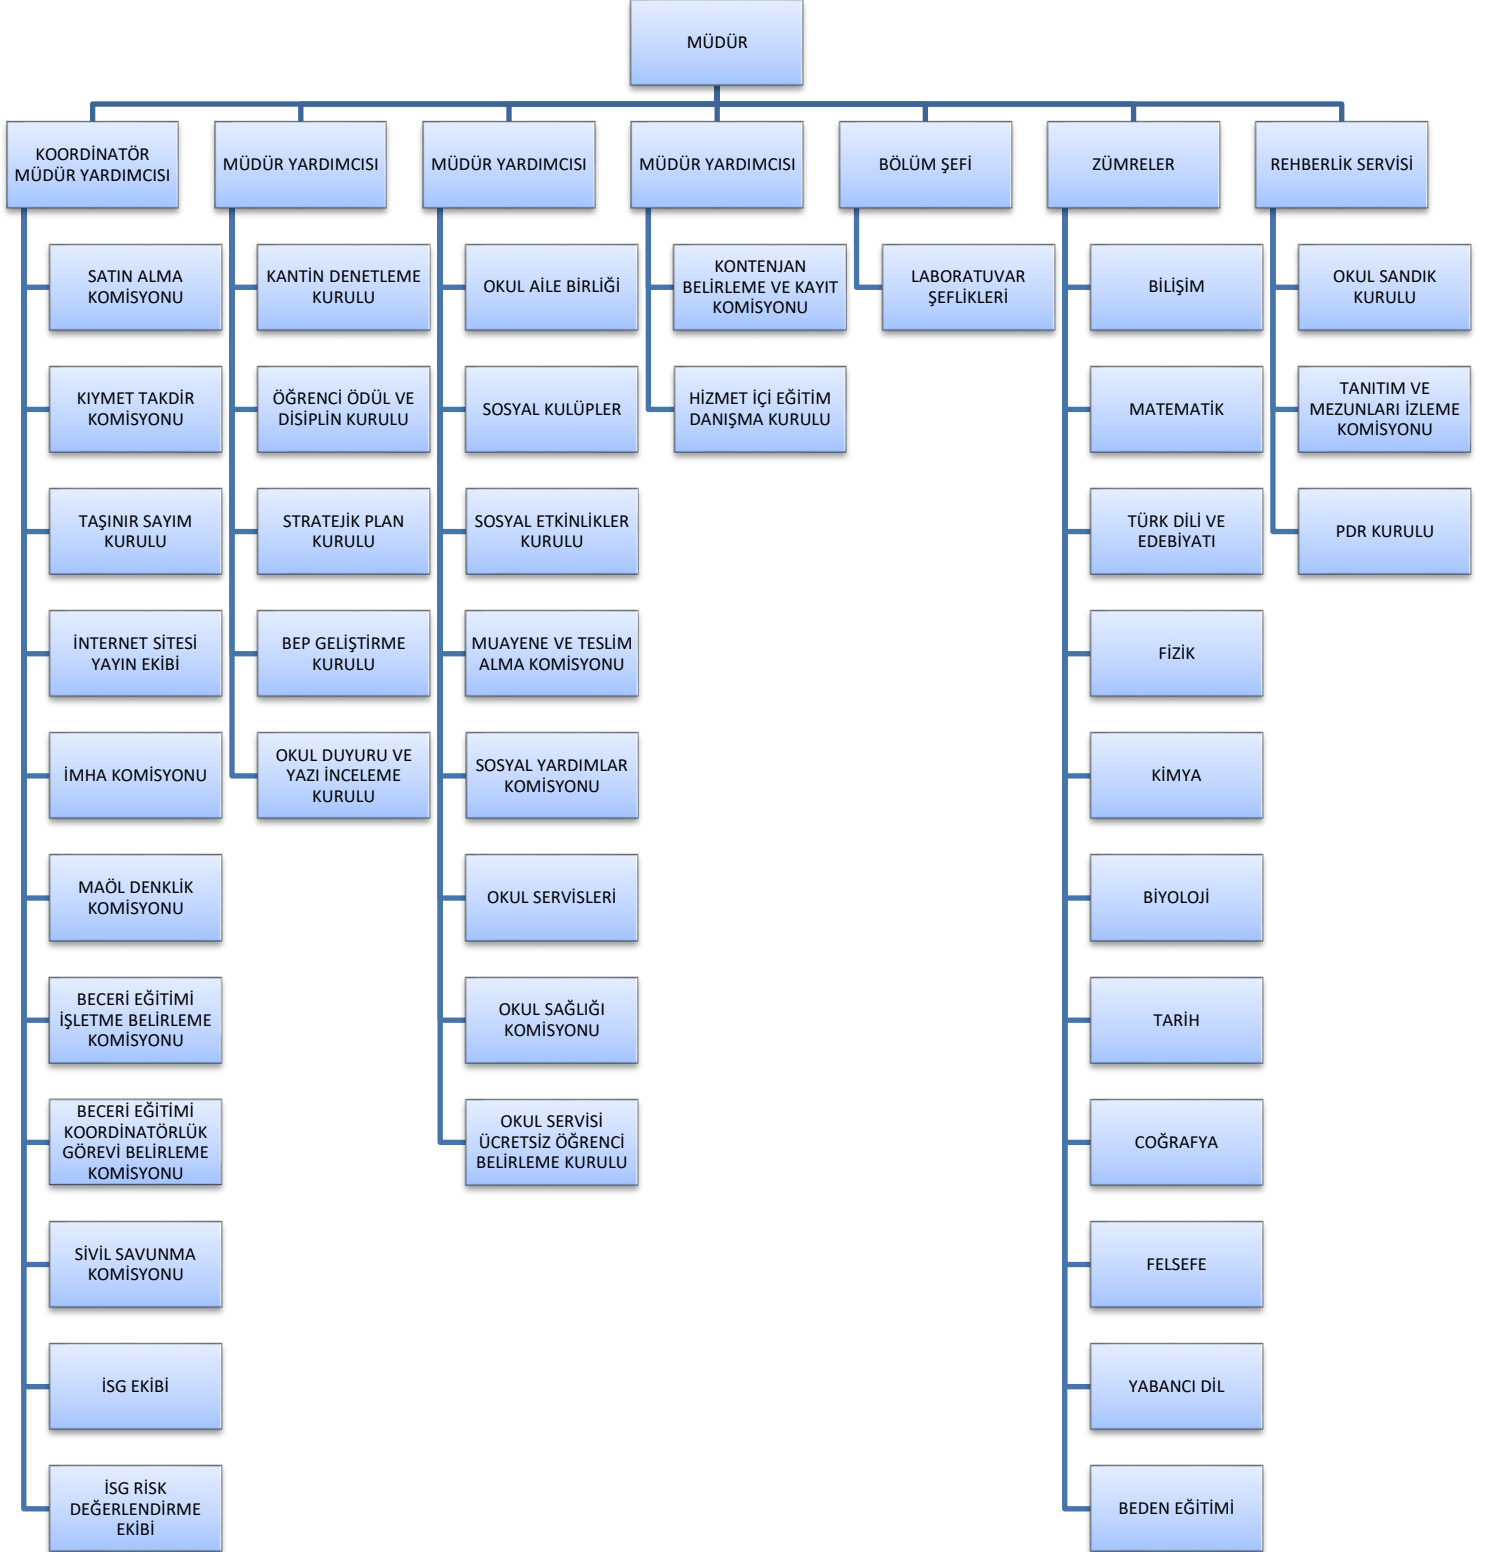 MÜDÜR
KOORDİNATÖR
MÜDÜR YARDIMCISI
SATIN ALMA
KOMİSYONU
KIYMET TAKDİR
KOMİSYONU
TAŞINIR SAYIM
KURULU
İNTERNET SİTESİ
YAYIN EKİBİ
İMHA KOMİSYONU
MAÖL DENKLİK
KOMİSYONU
BECERİ EĞİTİMİ
İŞLETME BELİRLEME
KOMİSYONU
BECERİ EĞİTİMİ
KOORDİNATÖRLÜK
GÖREVİ BELİRLEME
KOMİSYONU
SİVİL SAVUNMA
KOMİSYONU
İSG EKİBİ
İSG RİSK
DEĞERLENDİRME
EKİBİ
MÜDÜR YARDIMCISI
KANTİN DENETLEME
KURULU
ÖĞRENCİ ÖDÜL VE
DİSİPLİN KURULU
STRATEJİK PLAN
KURULU
BEP GELİŞTİRME
KURULU
OKUL DUYURU VE
YAZI İNCELEME
KURULU
MÜDÜR YARDIMCISI
OKUL AİLE BİRLİĞİ
SOSYAL KULÜPLER
SOSYAL ETKİNLİKLER
KURULU
MUAYENE VE TESLİM
ALMA KOMİSYONU
SOSYAL YARDIMLAR
KOMİSYONU
OKUL SERVİSLERİ
OKUL SAĞLIĞI
KOMİSYONU
OKUL SERVİSİ
ÜCRETSİZ ÖĞRENCİ
BELİRLEME KURULU
MÜDÜR YARDIMCISI
KONTENJAN
BELİRLEME VE KAYIT
KOMİSYONU
HİZMET İÇİ EĞİTİM
DANIŞMA KURULU
BÖLÜM ŞEFİ
LABORATUVAR
ŞEFLİKLERİ
ZÜMRELER
BİLİŞİM
MATEMATİK
TÜRK DİLİ VE
EDEBİYATI
FİZİK
KİMYA
BİYOLOJİ
TARİH
COĞRAFYA
FELSEFE
YABANCI DİL
BEDEN EĞİTİMİ
REHBERLİK SERVİSİ
OKUL SANDIK
KURULU
TANITIM VE
MEZUNLARI İZLEME
KOMİSYONU
PDR KURULU